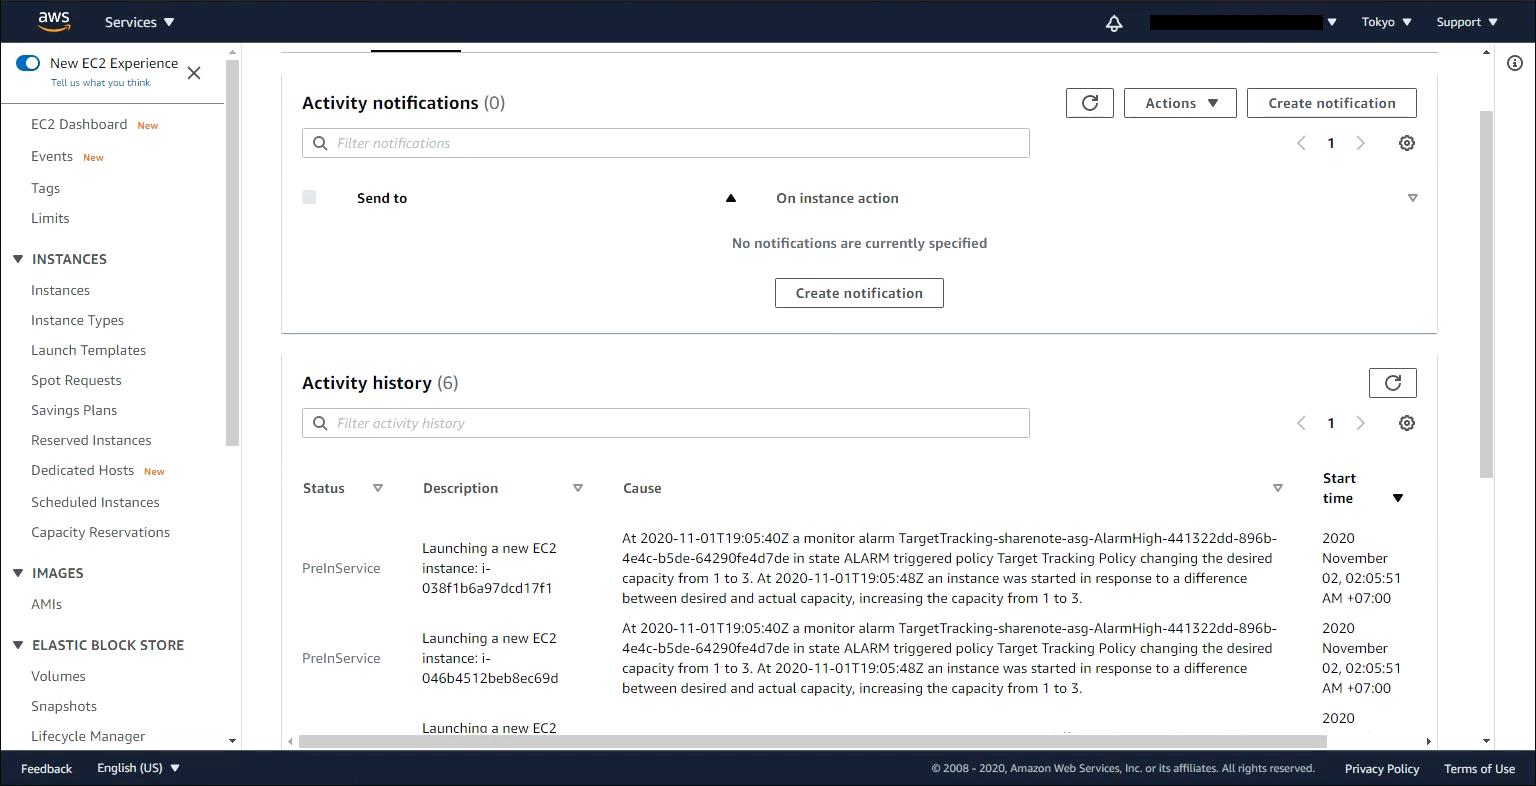 aws
Services
Tokyo
Support
New EC2 Experience
Tell us what you think
EC2 Dashboard New
Events New
Tags
Limits
INSTANCES
Instances
Instance Types
Launch Templates
Spot Requests
Savings Plans
Reserved Instances
Dedicated Hosts New
Scheduled Instances
Capacity Reservations
IMAGES
AMIs
ELASTIC BLOCK STORE
Volumes
Snapshots
Lifecycle Manager
Activity notifications (0)
Actions
Create notification
Filter notifications
1
Send to
On instance action
No notifications are currently specified
Create notification
Activity history (6)
Filter activity history
1
Status
Description
Cause
Start
time
PreInService
Launching a new EC2
instance: i-
038f1b6a97dcd17f1
At 2020-11-01T19:05:40Z a monitor alarm TargetTracking-sharenote-asg-AlarmHigh-441322dd-896b-
4e4c-b5de-64290fe4d7de in state ALARM triggered policy Target Tracking Policy changing the desired
capacity from 1 to 3. At 2020-11-01T19:05:48Z an instance was started in response to a difference
between desired and actual capacity, increasing the capacity from 1 to 3.
2020
November
02, 02:05:51
AM +07:00
PreInService
Launching a new EC2
instance: i-
046b4512beb8ec69d
At 2020-11-01T19:05:40Z a monitor alarm TargetTracking-sharenote-asg-AlarmHigh-441322dd-896b-
4e4c-b5de-64290fe4d7de in state ALARM triggered policy Target Tracking Policy changing the desired
capacity from 1 to 3. At 2020-11-01T19:05:48Z an instance was started in response to a difference
between desired and actual capacity, increasing the capacity from 1 to 3.
2020
November
02, 02:05:51
AM +07:00
Launching a new EC2
2020
Feedback
English (US)
© 2008 - 2020, Amazon Web Services, Inc. or its affiliates. All rights reserved.
Privacy Policy
Terms of Use